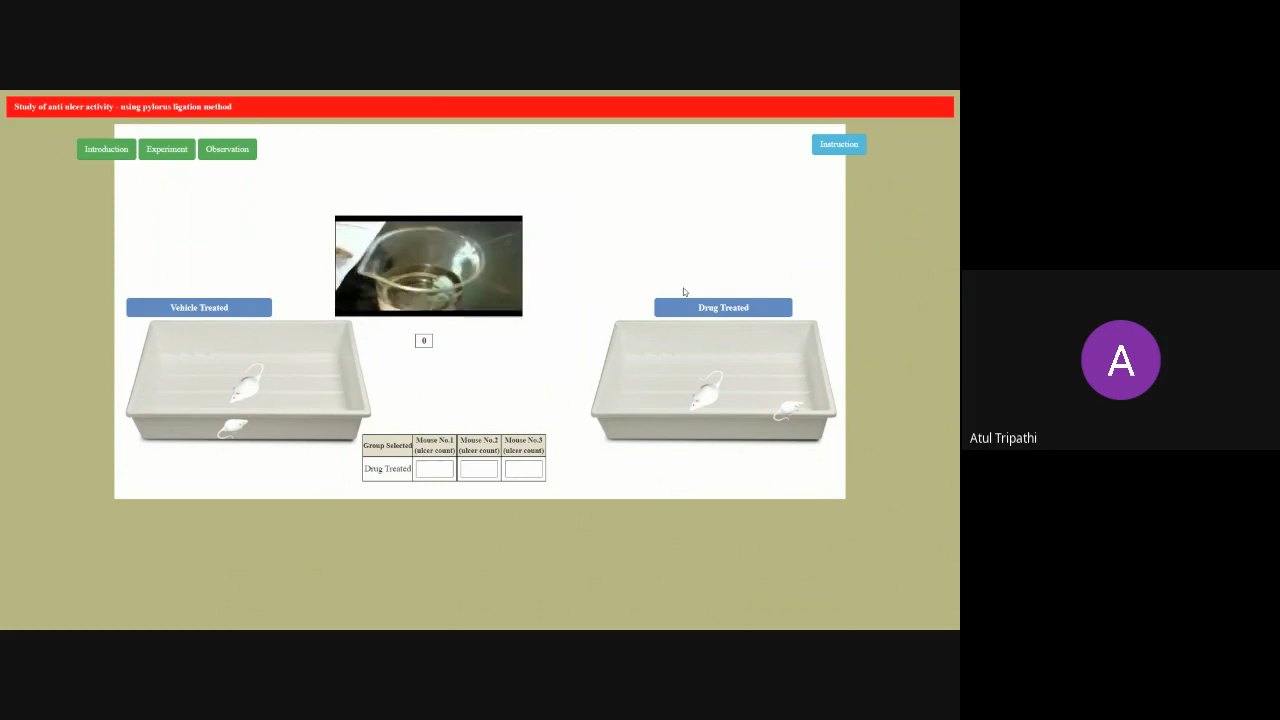 Study of anti ulcer activity - using pylorus ligation method
Introduction Experiment Observation
Instruction
Vehicle Treated
Drug Treated
0
Group Selected Mouse No.1 (ulcer count) Mouse No.2 (ulcer count) Mouse No.3 (ulcer count)
Drug Treated
A
Atul Tripathi